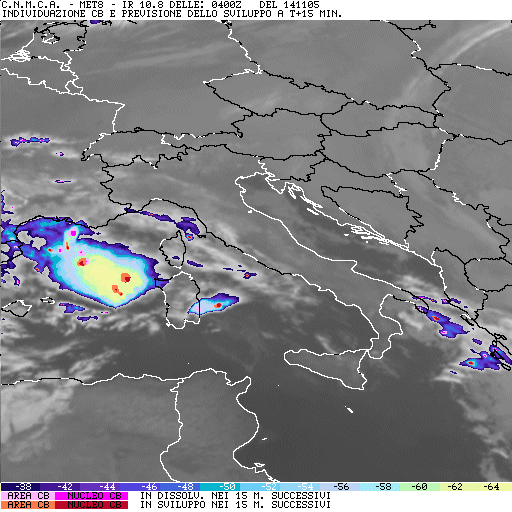 C.N.M.C.A. - MET8 - IR 10.8 DELLE: 0400Z DEL 141105
INDIVIDUAZIONE CB E PREVISIONE DELLO SVILUPPO A T+15 MIN.
-38 -42 -44 -46 -48 -50 -52 -54 -56 -58 -60 -62 -64
AREA CB NUCLEO CB IN DISSOLV. NEI 15 M. SUCCESSIVI
AREA CB NUCLEO CB IN SVILUPPO NEI 15 M. SUCCESSIVI